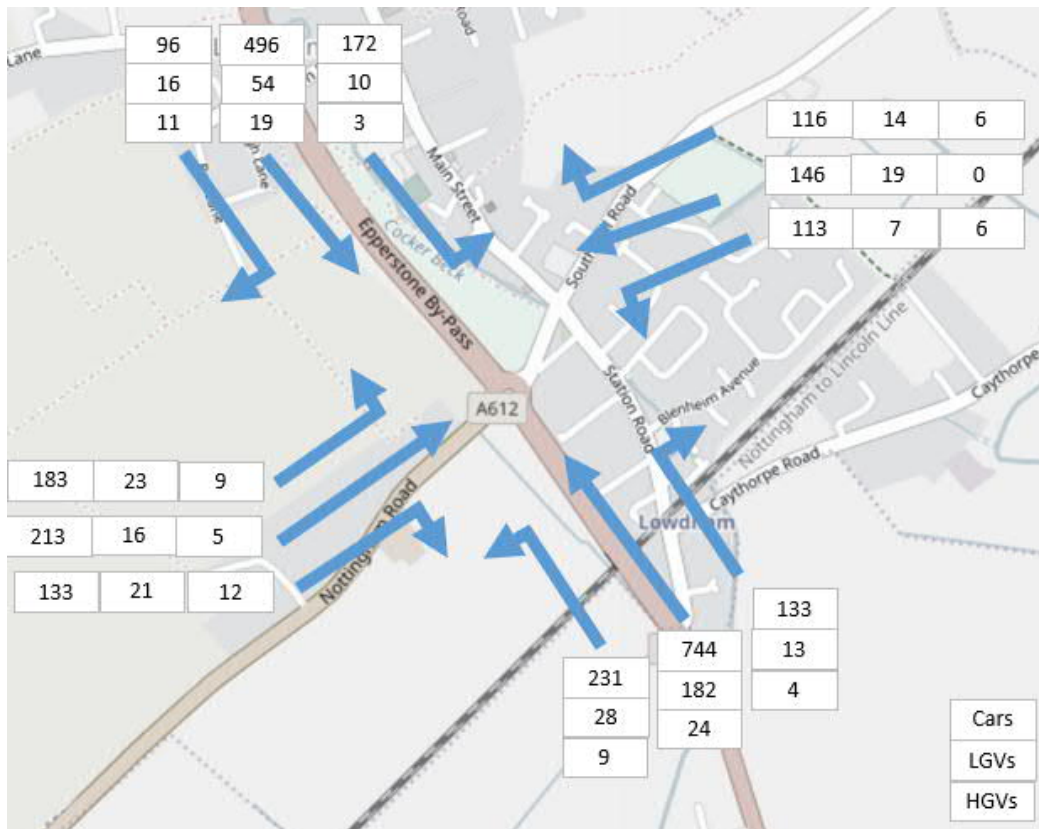 96 496 172
16 54 10
11 19 3
Lane
Road
Lane
Main Street
116 14 6
146 19 0
113 7 6
Cocker Beck
Epperstone By-Pass
Road
Nottingham to Lincoln Line
Caythorpe
Station Road
Blenheim Avenue
A612
Caythorpe Road
183 23 9
213 16 5
133 21 12
Nottingham Road
Lowdham
133
13
4
744
182
24
231
28
9
Cars
LGVs
HGVs